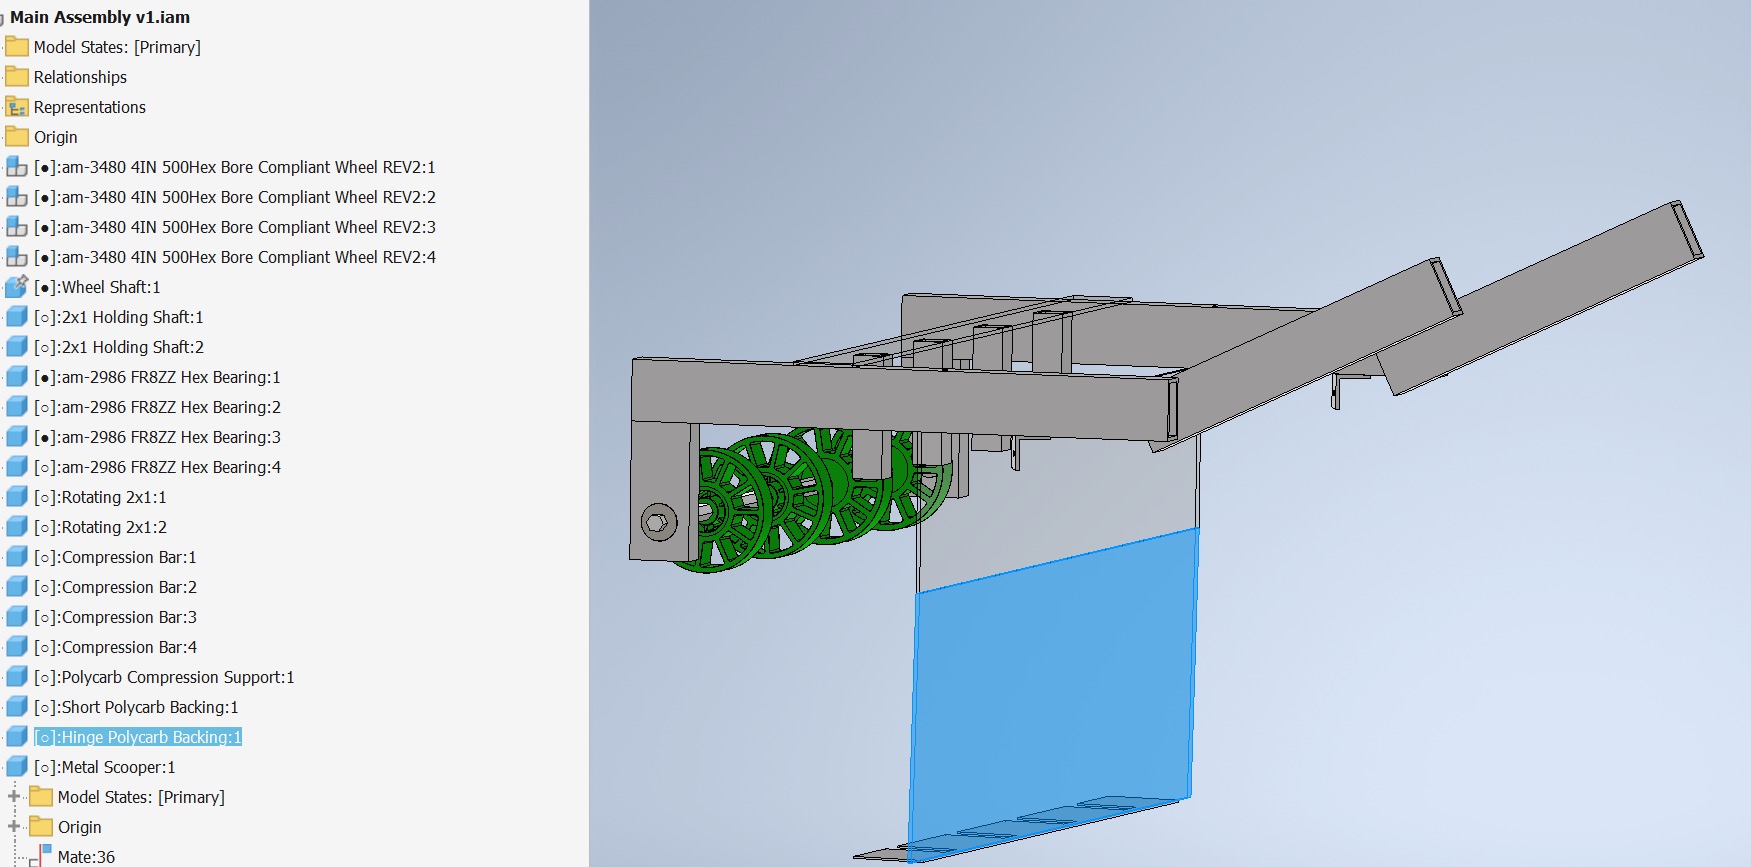 Main Assembly v1.iam
Model States: [Primary]
Relationships
Representations
Origin
[●]:am-3480 4IN 500Hex Bore Compliant Wheel REV2:1
[●]:am-3480 4IN 500Hex Bore Compliant Wheel REV2:2
[●]:am-3480 4IN 500Hex Bore Compliant Wheel REV2:3
[●]:am-3480 4IN 500Hex Bore Compliant Wheel REV2:4
[●]:Wheel Shaft:1
[○]:2x1 Holding Shaft:1
[○]:2x1 Holding Shaft:2
[●]:am-2986 FR8ZZ Hex Bearing:1
[○]:am-2986 FR8ZZ Hex Bearing:2
[●]:am-2986 FR8ZZ Hex Bearing:3
[○]:am-2986 FR8ZZ Hex Bearing:4
[○]:Rotating 2x1:1
[○]:Rotating 2x1:2
[○]:Compression Bar:1
[○]:Compression Bar:2
[○]:Compression Bar:3
[○]:Compression Bar:4
[○]:Polycarb Compression Support:1
[○]:Short Polycarb Backing:1
[○]:Hinge Polycarb Backing:1
[○]:Metal Scooper:1
Model States: [Primary]
Origin
Mate:36